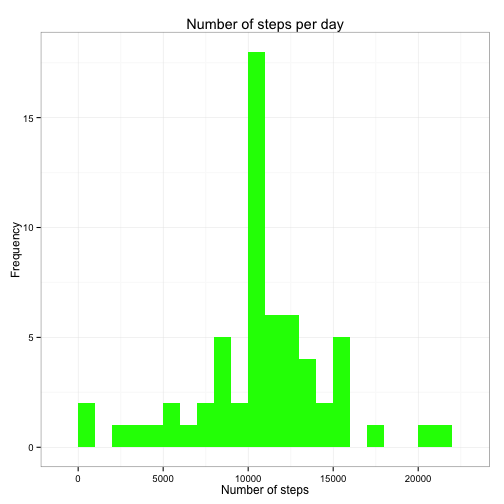 Number of steps per day
Frequency
15
10
5
0
0 5000 10000 15000 20000
Number of steps